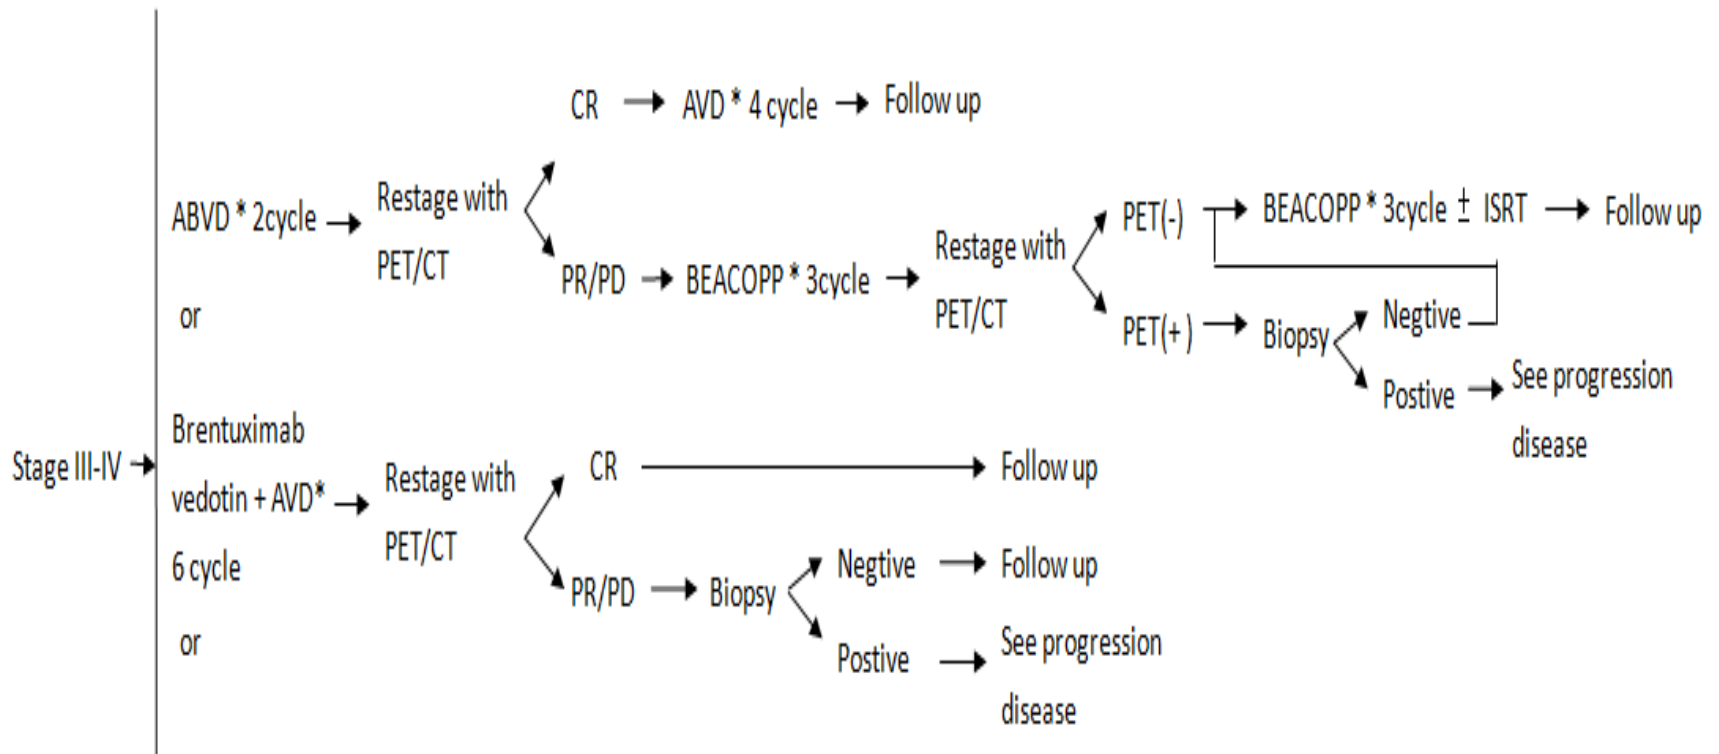 Stage III-IV
ABVD * 2cycle
or
Brentuximab
vedotin + AVD*
6 cycle
or
Restage with
PET/CT
CR
AVD * 4 cycle
Follow up
PR/PD
BEACOPP * 3cycle
Restage with
PET/CT
PET(-)
BEACOPP * 3cycle ± ISRT
Follow up
PET(+ )
Biopsy
Negtive
Postive
See progression
disease
Restage with
PET/CT
CR
Follow up
PR/PD
Biopsy
Negtive
Follow up
Postive
See progression
disease